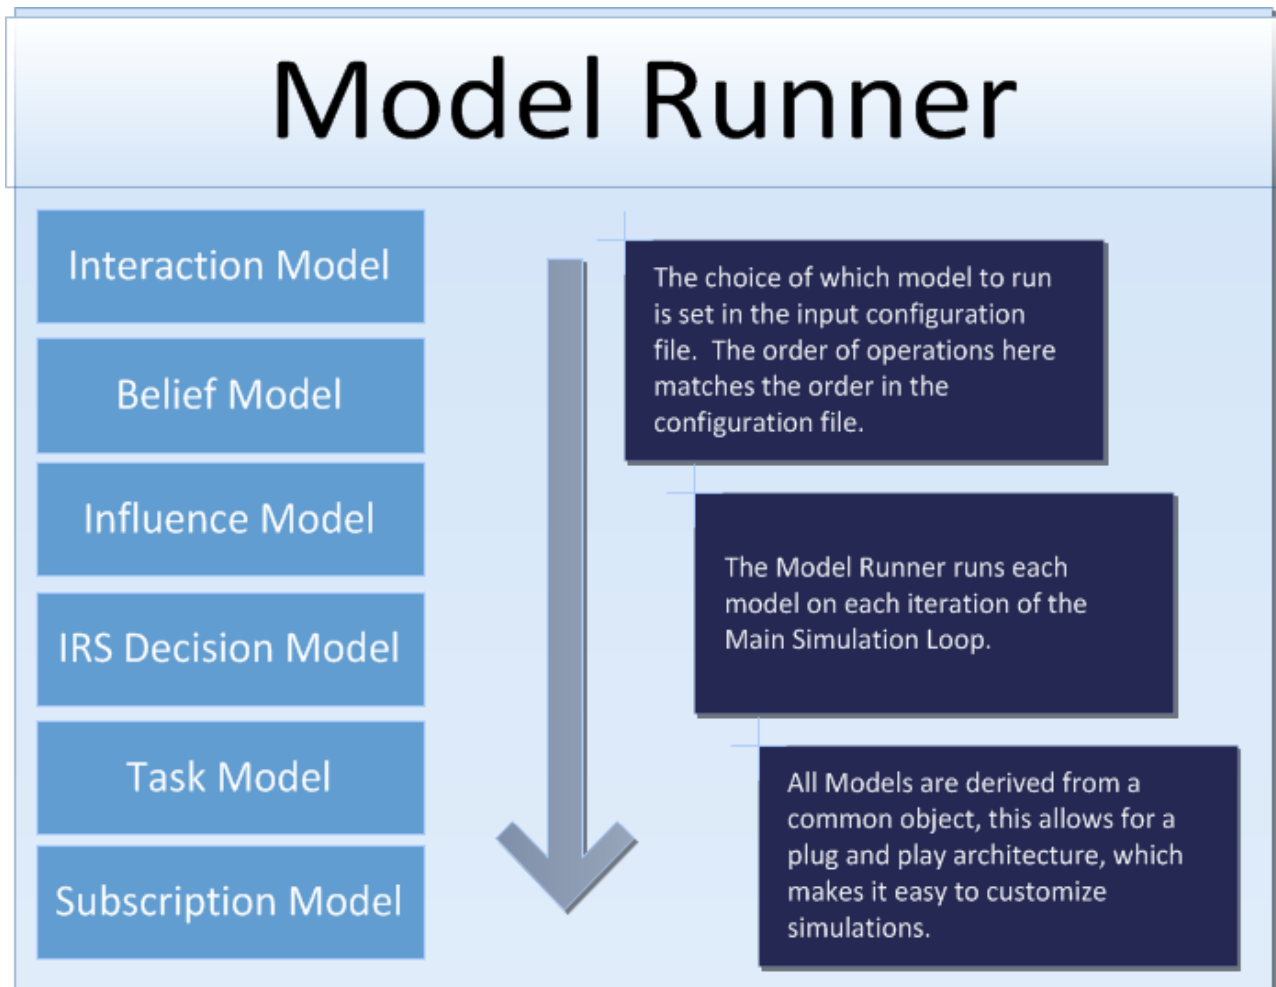 Model Runner
Interaction Model
Belief Model
Influence Model
IRS Decision Model
Task Model
Subscription Model
The choice of which model to run
is set in the input configuration
file.  The order of operations here
matches the order in the
configuration file.
The Model Runner runs each
model on each iteration of the
Main Simulation Loop.
All Models are derived from a
common object, this allows for a
plug and play architecture, which
makes it easy to customize
simulations.